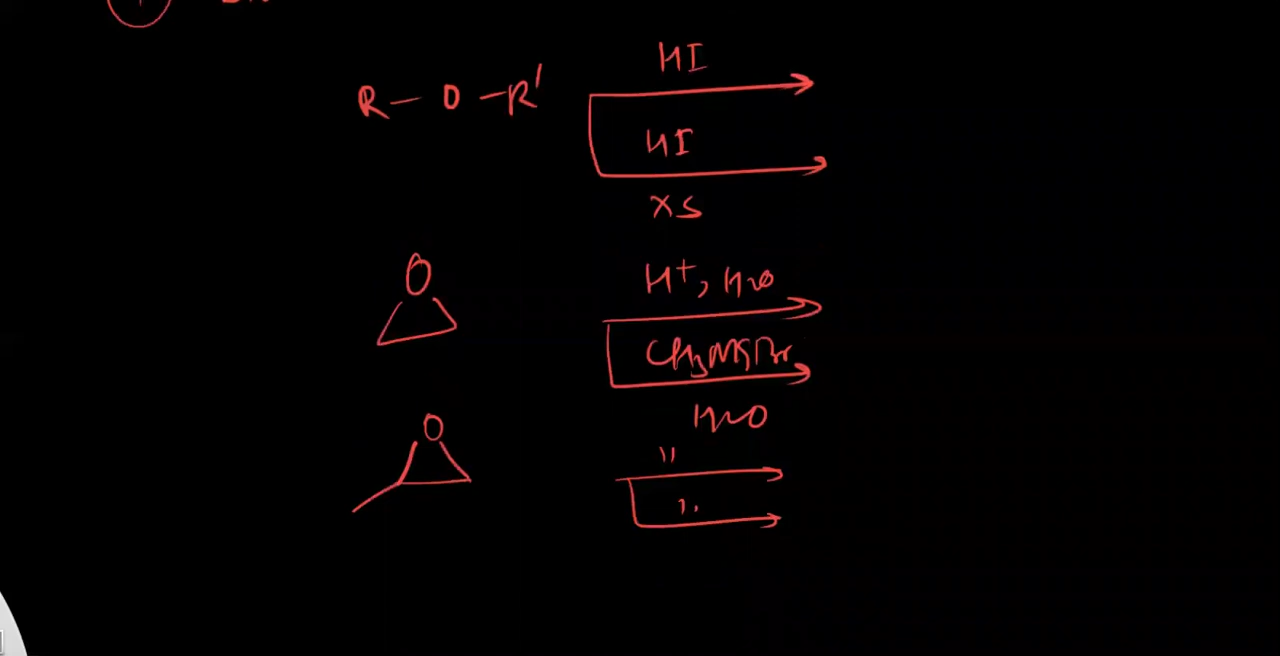 HI
R-O-R'
HI
XS
O
H+, H2O
CH3MgBr
H2O
O
"